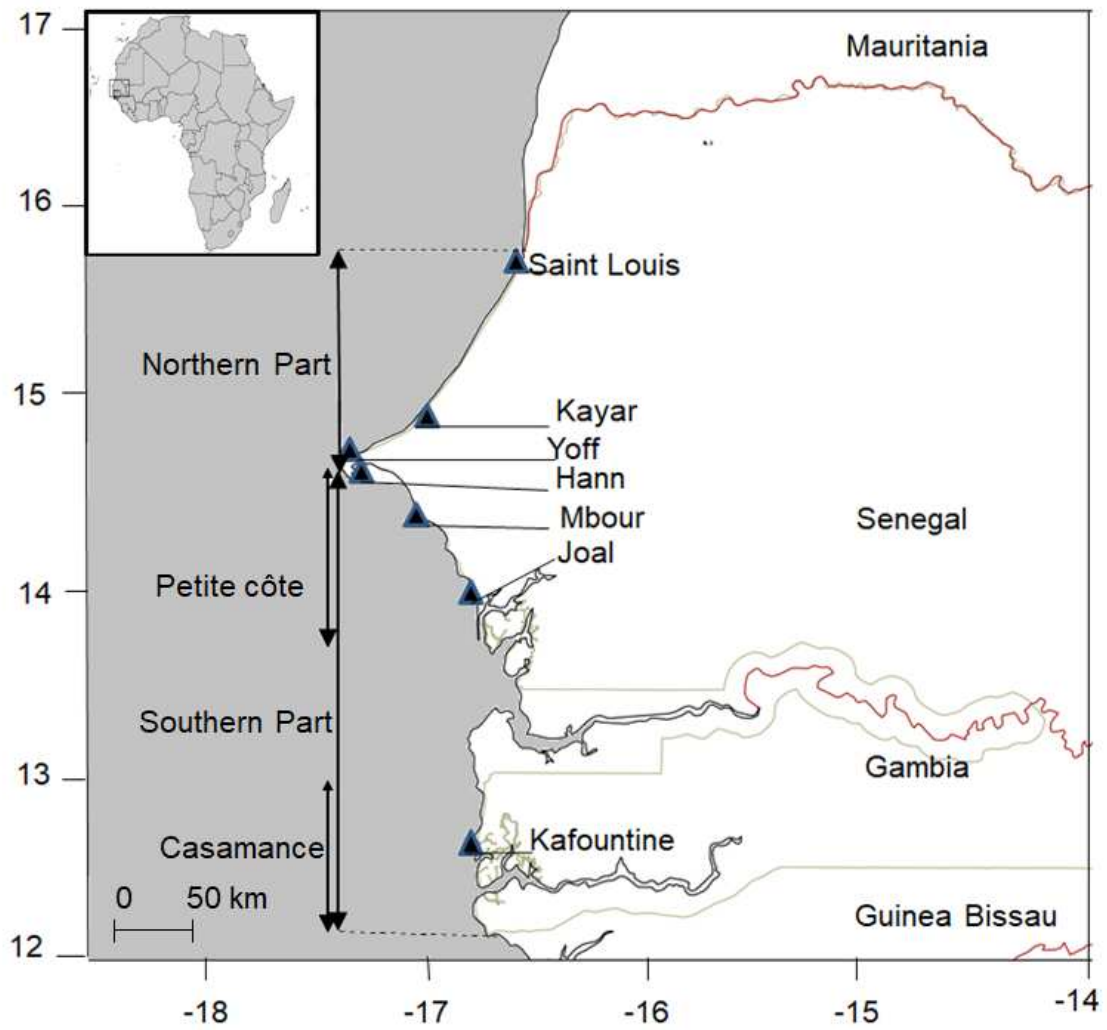 17
Mauritania
16
Saint Louis
Northern Part
15
Kayar
Yoff
Hann
Mbour
Senegal
Joal
Petite côte
14
Southern Part
13
Gambia
Kafountine
Casamance
0 50 km
Guinea Bissau
12
-18 -17 -16 -15 -14